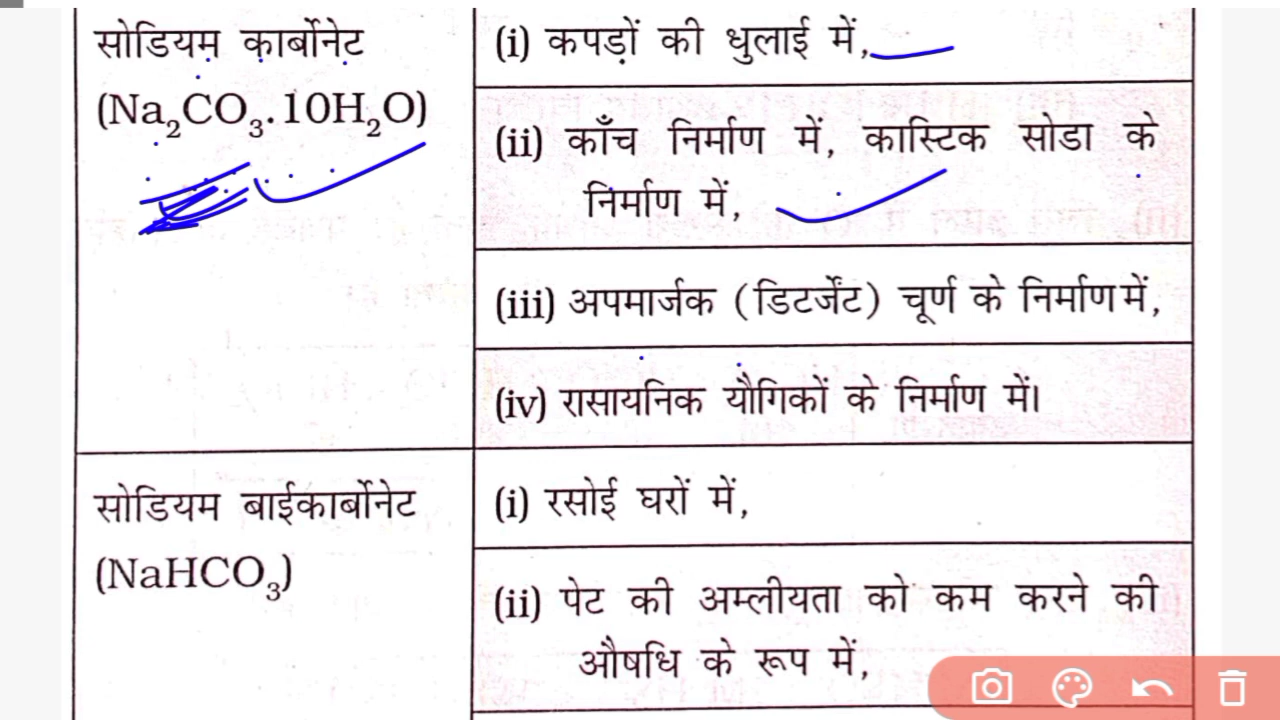 सोडियम कार्बोनेट
(Na₂CO₃.10H₂O)
(i) कपड़ों की धुलाई में,
(ii) काँच निर्माण में, कास्टिक सोडा के
निर्माण में,
(iii) अपमार्जक (डिटर्जेंट) चूर्ण के निर्माण में,
(iv) रासायनिक यौगिकों के निर्माण में।
सोडियम बाईकार्बोनेट
(NaHCO₃)
(i) रसोई घरों में,
(ii) पेट की अम्लीयता को कम करने की
औषधि के रूप में,